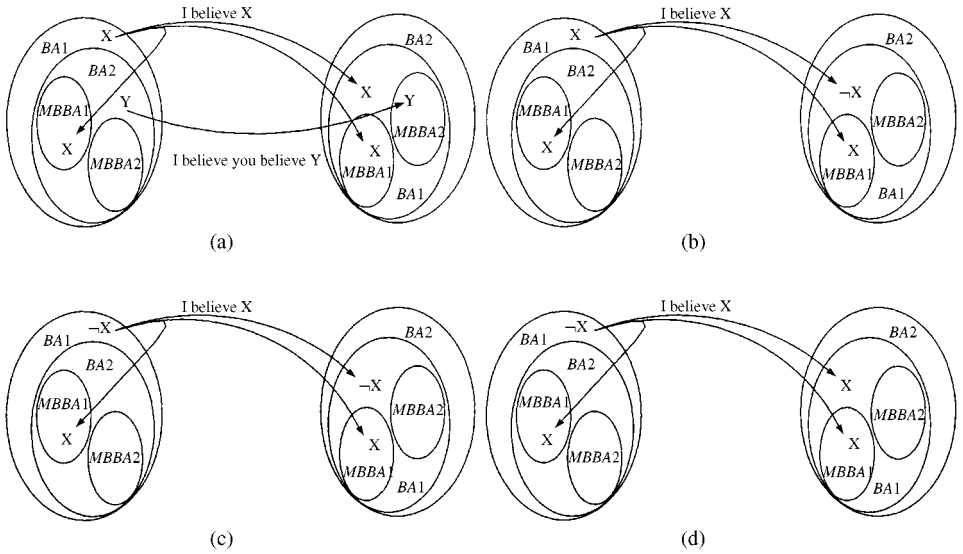 I believe X
X
BA1
BA2
BA2
MBBA1
Y
X
Y
MBBA2
X
MBBA2
X
MBBA1
I believe you believe Y
BA1
(a)
I believe X
X
BA1
BA2
BA2
MBBA1
¬X
MBBA2
X
MBBA2
X
MBBA1
BA1
(b)
I believe X
¬X
BA1
BA2
BA2
MBBA1
¬X
MBBA2
X
MBBA2
X
MBBA1
BA1
(c)
I believe X
¬X
BA1
BA2
BA2
MBBA1
X
MBBA2
X
MBBA2
X
MBBA1
BA1
(d)